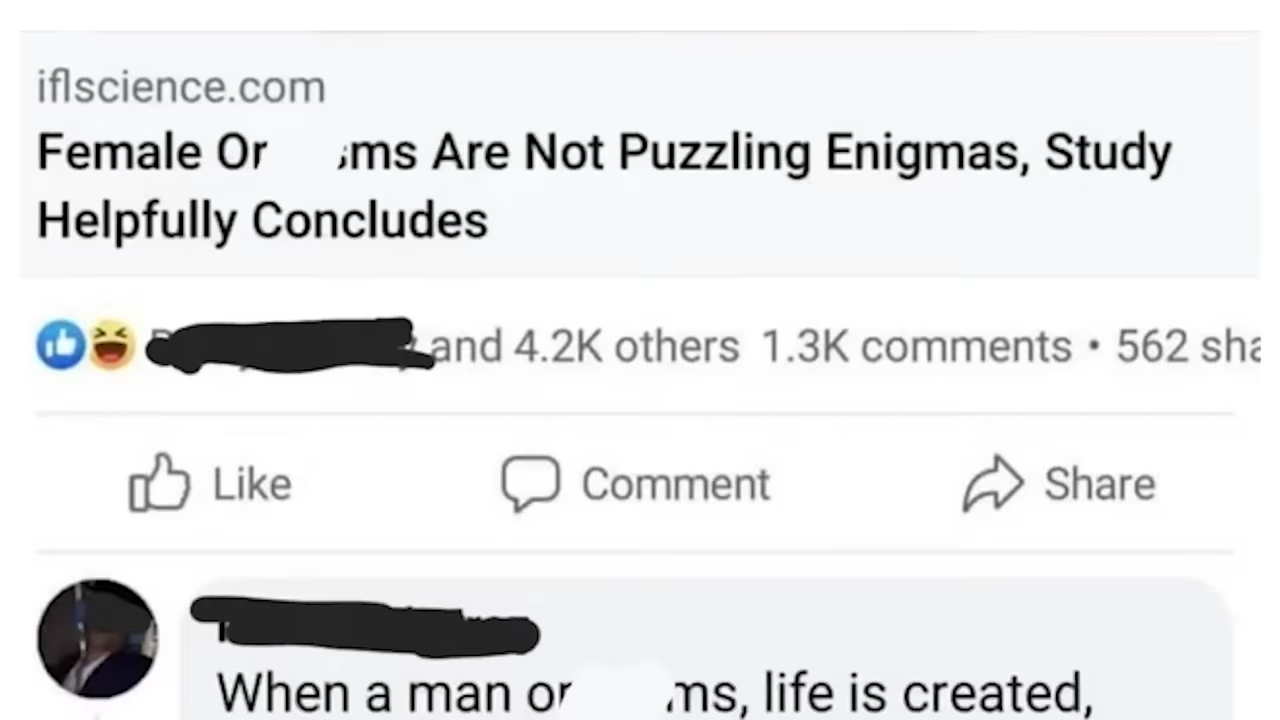 iflscience.com
Female Or ms Are Not Puzzling Enigmas, Study
Helpfully Concludes
and 4.2K others 1.3K comments • 562 sha
Like Comment Share
When a man or ms, life is created,